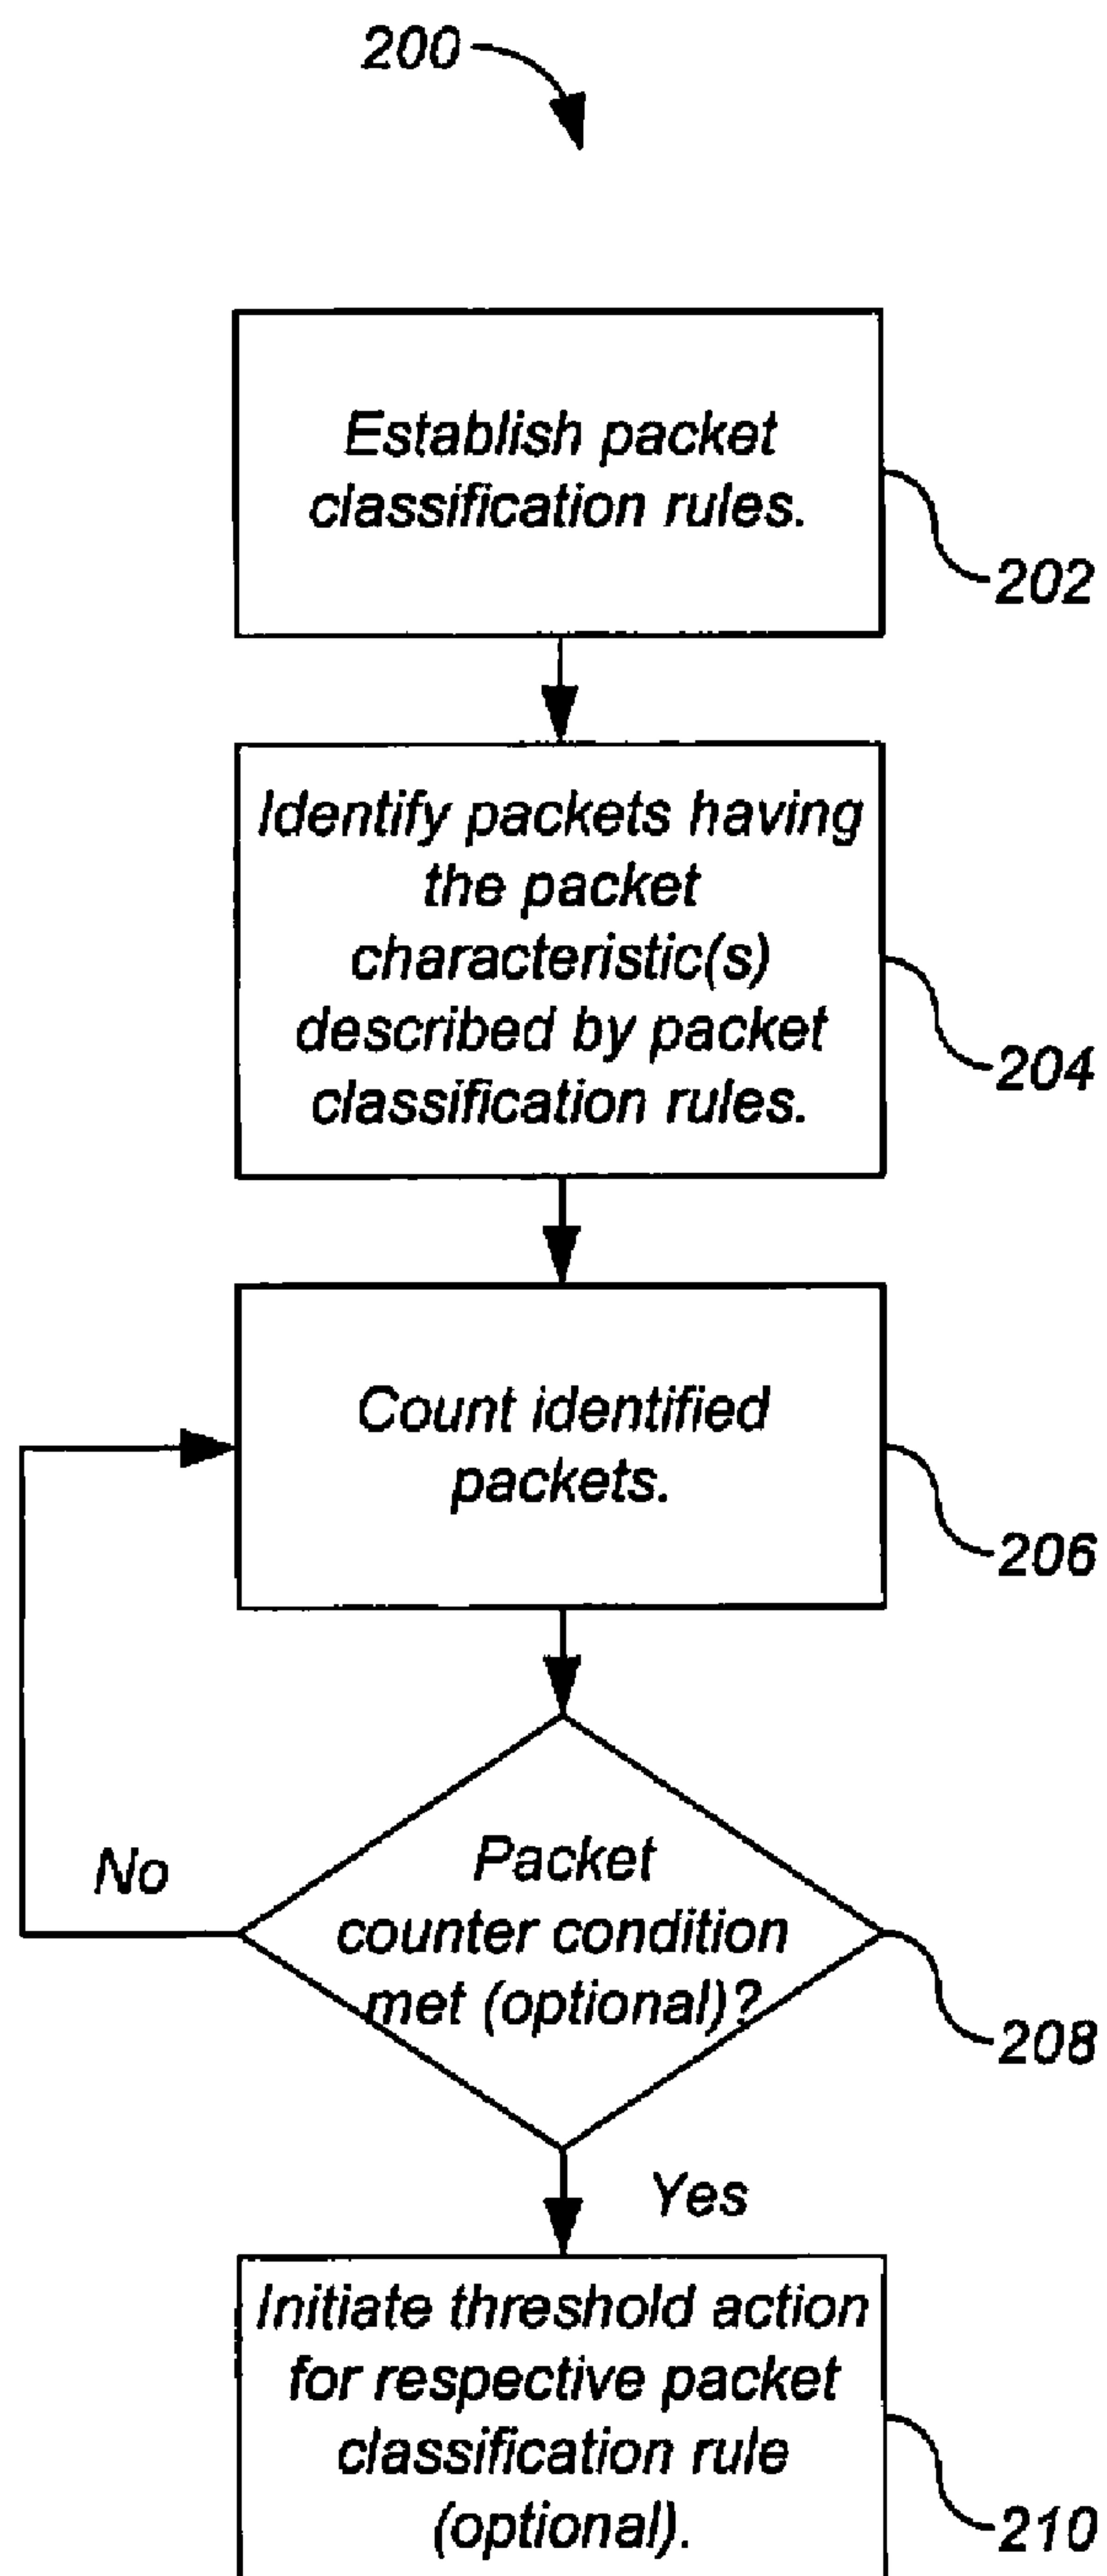 200
Establish packet
classification rules.
202
Identify packets having
the packet
characteristic(s)
described by packet
classification rules.
204
Count identified
packets.
206
No
Packet
counter condition
met (optional)?
208
Yes
Initiate threshold action
for respective packet
classification rule
(optional).
210